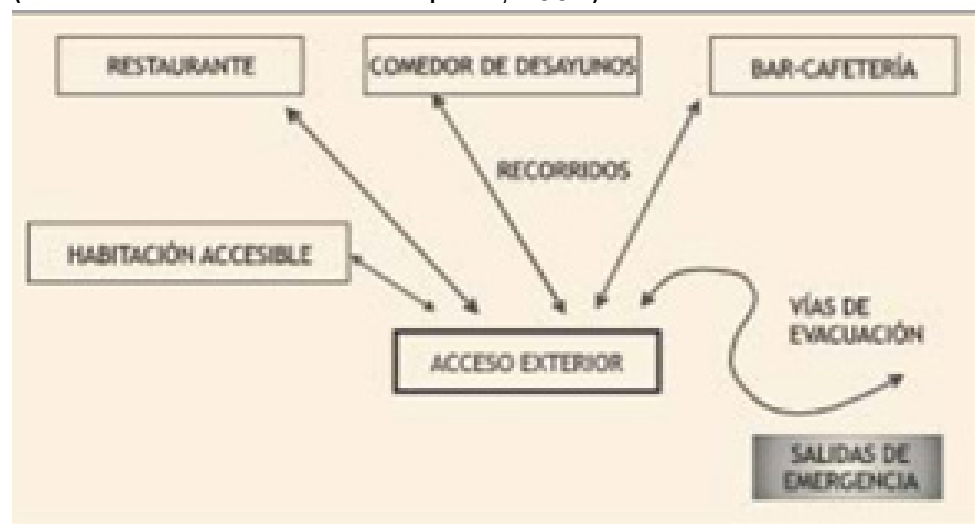 RESTAURANTE
COMEDOR DE DESAYUNOS
BAR-CAFETERÍA
RECORRIDOS
HABITACIÓN ACCESIBLE
VÍAS DE
EVACUACIÓN
ACCESO EXTERIOR
SALIDAS DE
EMERGENCIA